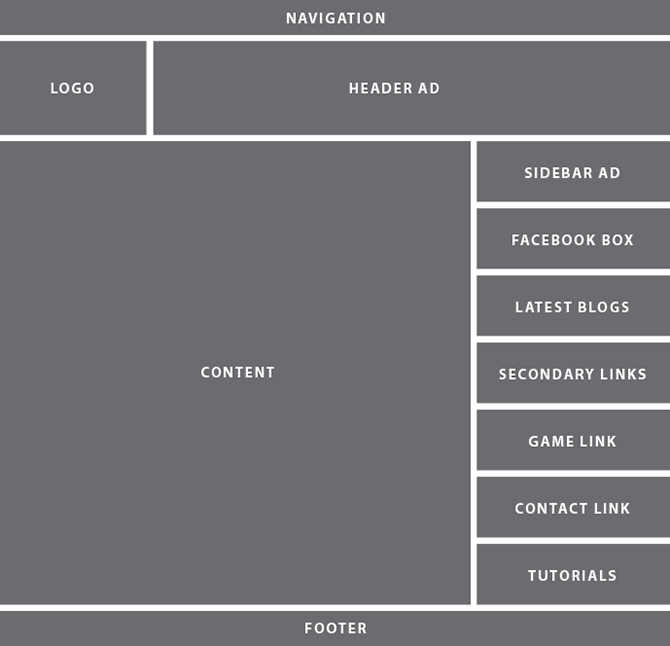 NAVIGATION
LOGO
HEADER AD
CONTENT
SIDEBAR AD
FACEBOOK BOX
LATEST BLOGS
SECONDARY LINKS
GAME LINK
CONTACT LINK
TUTORIALS
FOOTER